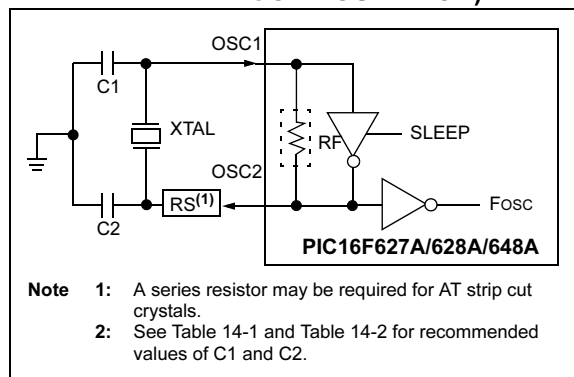 OSC1
C1
XTAL
RF
SLEEP
OSC2
C2
RS(1)
FOSC
PIC16F627A/628A/648A
Note 1: A series resistor may be required for AT strip cut
crystals.
2: See Table 14-1 and Table 14-2 for recommended
values of C1 and C2.